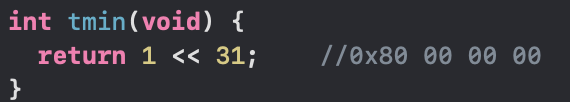 int tmin(void) {
  return 1 << 31;    //0x80 00 00 00
}